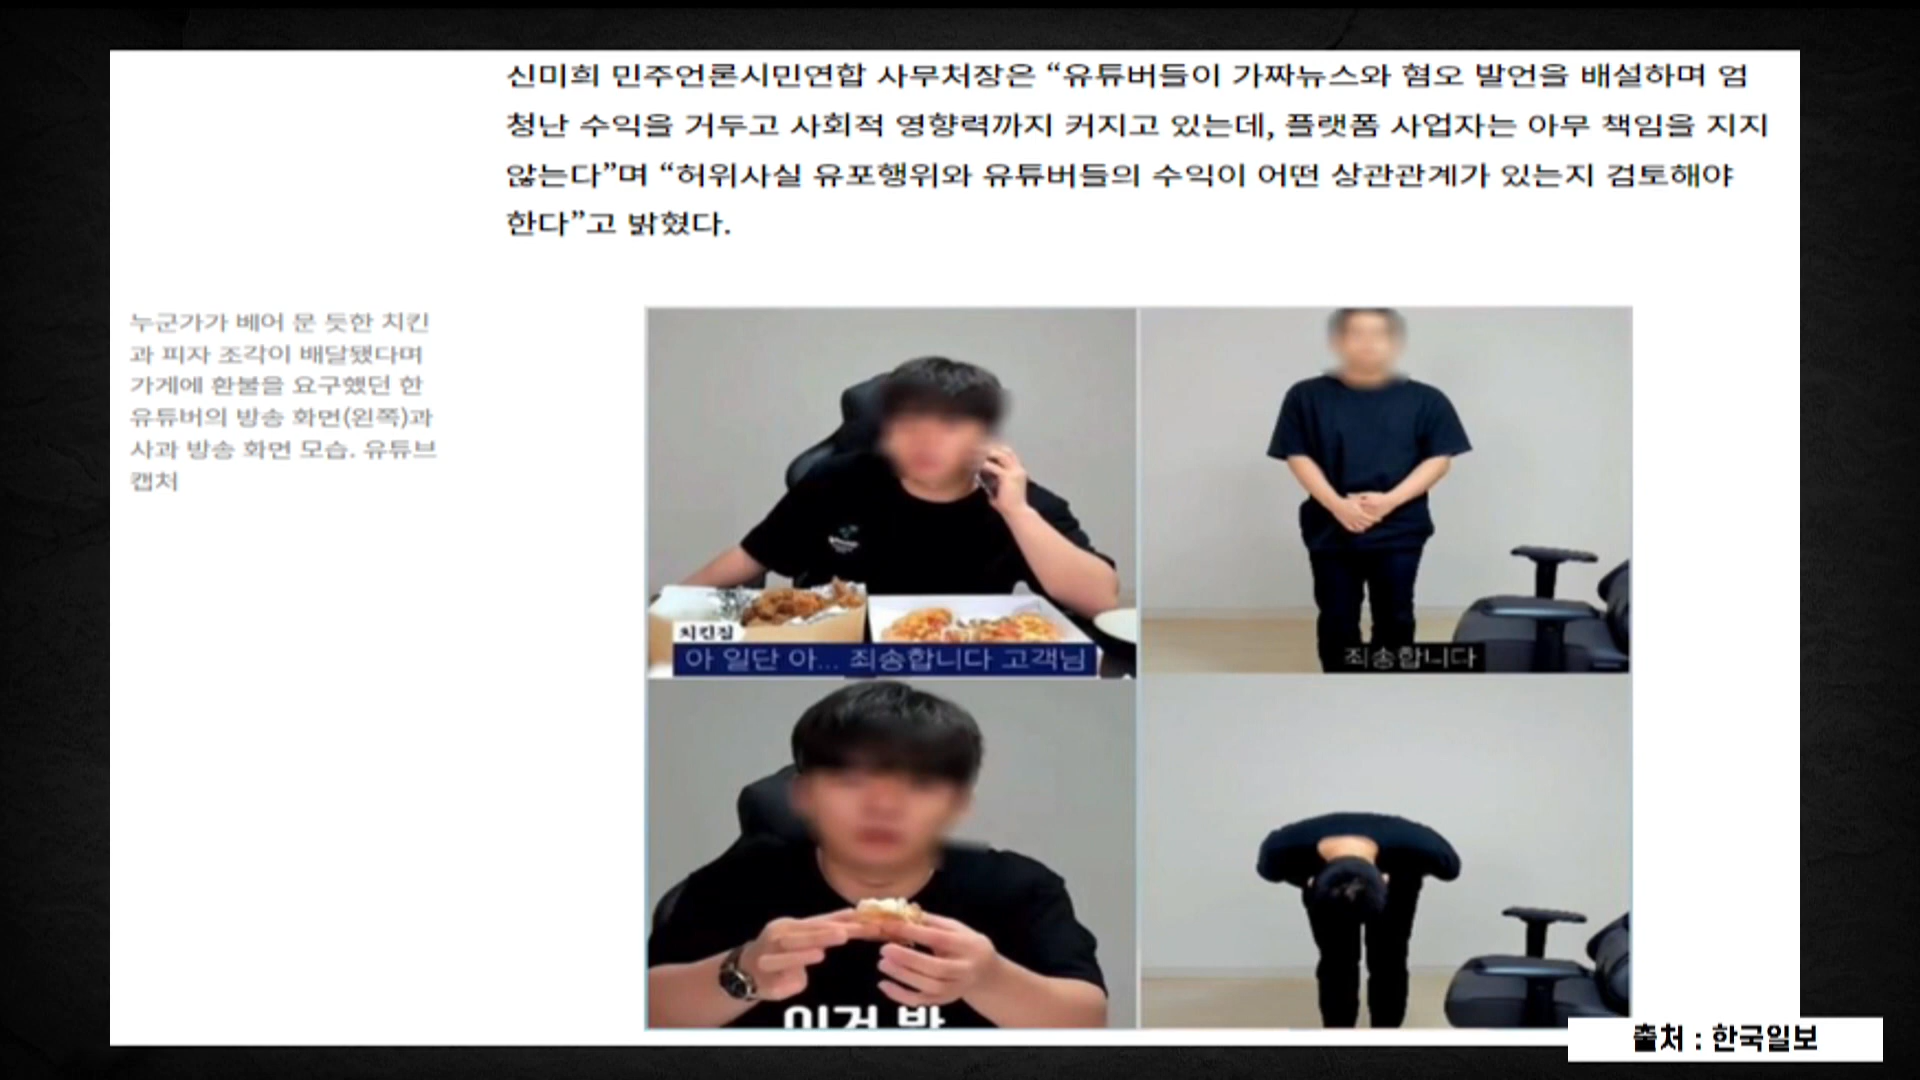 신미희 민주언론시민연합 사무처장은 “유튜버들이 가짜뉴스와 혐오 발언을 배설하며 엄
청난 수익을 거두고 사회적 영향력까지 커지고 있는데, 플랫폼 사업자는 아무 책임을 지지
않는다”며 “허위사실 유포행위와 유튜버들의 수익이 어떤 상관관계가 있는지 검토해야
한다”고 밝혔다.
누군가가 베어 문 듯한 치킨
과 피자 조각이 배달됐다며
가게에 환불을 요구했던 한
유튜버의 방송 화면(왼쪽)과
사과 방송 화면 모습. 유튜브
캡처
치킨집
아 일단 아... 죄송합니다 고객님
죄송합니다
이거 봐
출처 : 한국일보